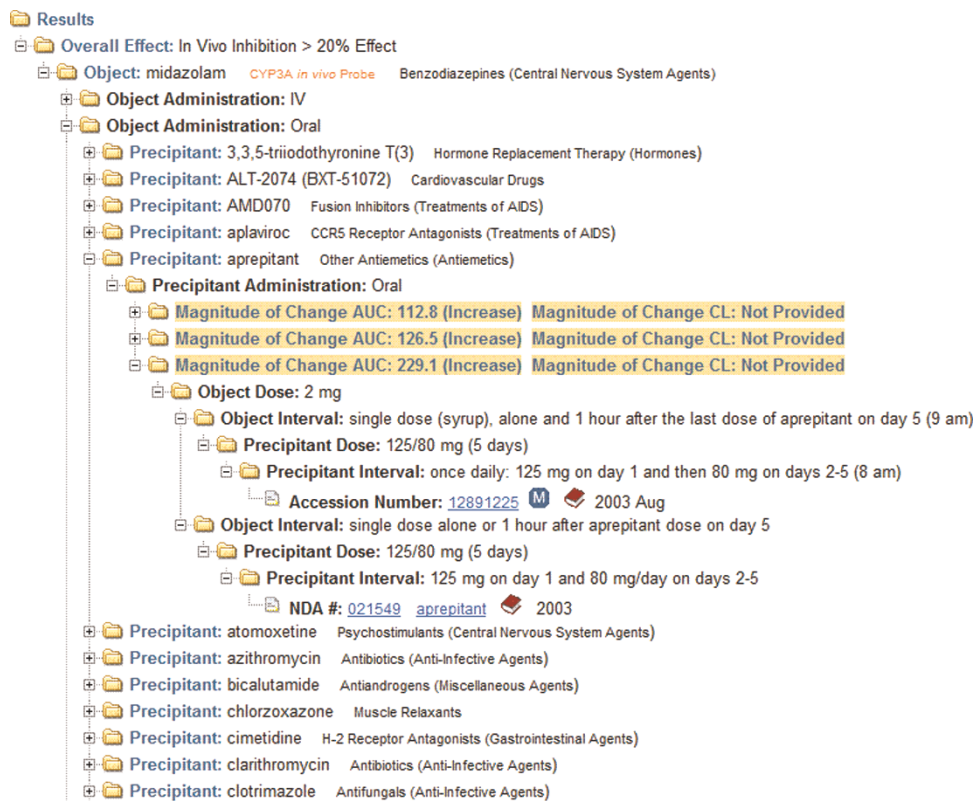 Results
Overall Effect: In Vivo Inhibition > 20% Effect
Object: midazolam CYP3A in vivo Probe Benzodiazepines (Central Nervous System Agents)
Object Administration: IV
Object Administration: Oral
Precipitant: 3,3,5-triiodothyronine T(3) Hormone Replacement Therapy (Hormones)
Precipitant: ALT-2074 (BXT-51072) Cardiovascular Drugs
Precipitant: AMD070 Fusion Inhibitors (Treatments of AIDS)
Precipitant: aplaviroc CCR5 Receptor Antagonists (Treatments of AIDS)
Precipitant: aprepitant Other Antiemetics (Antiemetics)
Precipitant Administration: Oral
Magnitude of Change AUC: 112.8 (Increase) Magnitude of Change CL: Not Provided
Magnitude of Change AUC: 126.5 (Increase) Magnitude of Change CL: Not Provided
Magnitude of Change AUC: 229.1 (Increase) Magnitude of Change CL: Not Provided
Object Dose: 2 mg
Object Interval: single dose (syrup), alone and 1 hour after the last dose of aprepitant on day 5 (9 am)
Precipitant Dose: 125/80 mg (5 days)
Precipitant Interval: once daily: 125 mg on day 1 and then 80 mg on days 2-5 (8 am)
Accession Number: 12891225 M 2003 Aug
Object Interval: single dose alone or 1 hour after aprepitant dose on day 5
Precipitant Dose: 125/80 mg (5 days)
Precipitant Interval: 125 mg on day 1 and 80 mg/day on days 2-5
NDA #: 021549 aprepitant 2003
Precipitant: atomoxetine Psychostimulants (Central Nervous System Agents)
Precipitant: azithromycin Antibiotics (Anti-Infective Agents)
Precipitant: bicalutamide Antiandrogens (Miscellaneous Agents)
Precipitant: chlorzoxazone Muscle Relaxants
Precipitant: cimetidine H-2 Receptor Antagonists (Gastrointestinal Agents)
Precipitant: clarithromycin Antibiotics (Anti-Infective Agents)
Precipitant: clotrimazole Antifungals (Anti-Infective Agents)